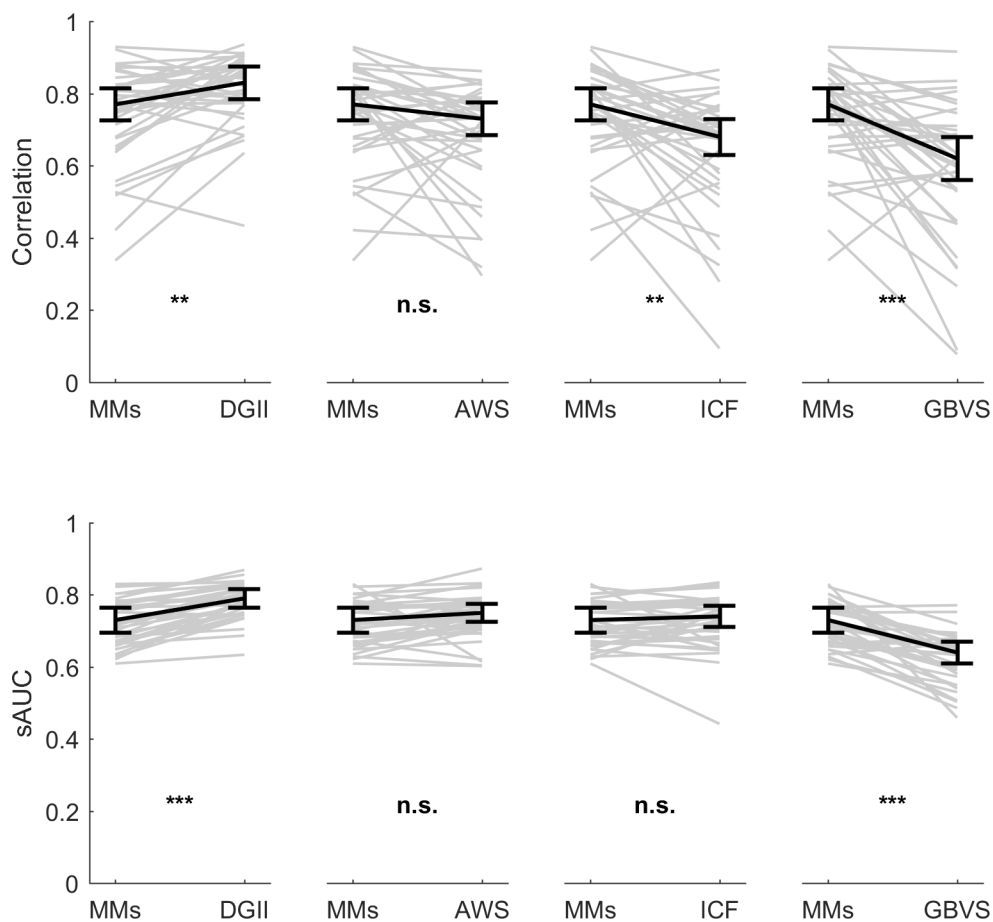 1
0.8
0.6
0.4
0.2
0
Correlation
** n.s. ** ***
MMs DGII MMs AWS MMs ICF MMs GBVS
1
0.8
0.6
0.4
0.2
0
sAUC
*** n.s. n.s. ***
MMs DGII MMs AWS MMs ICF MMs GBVS